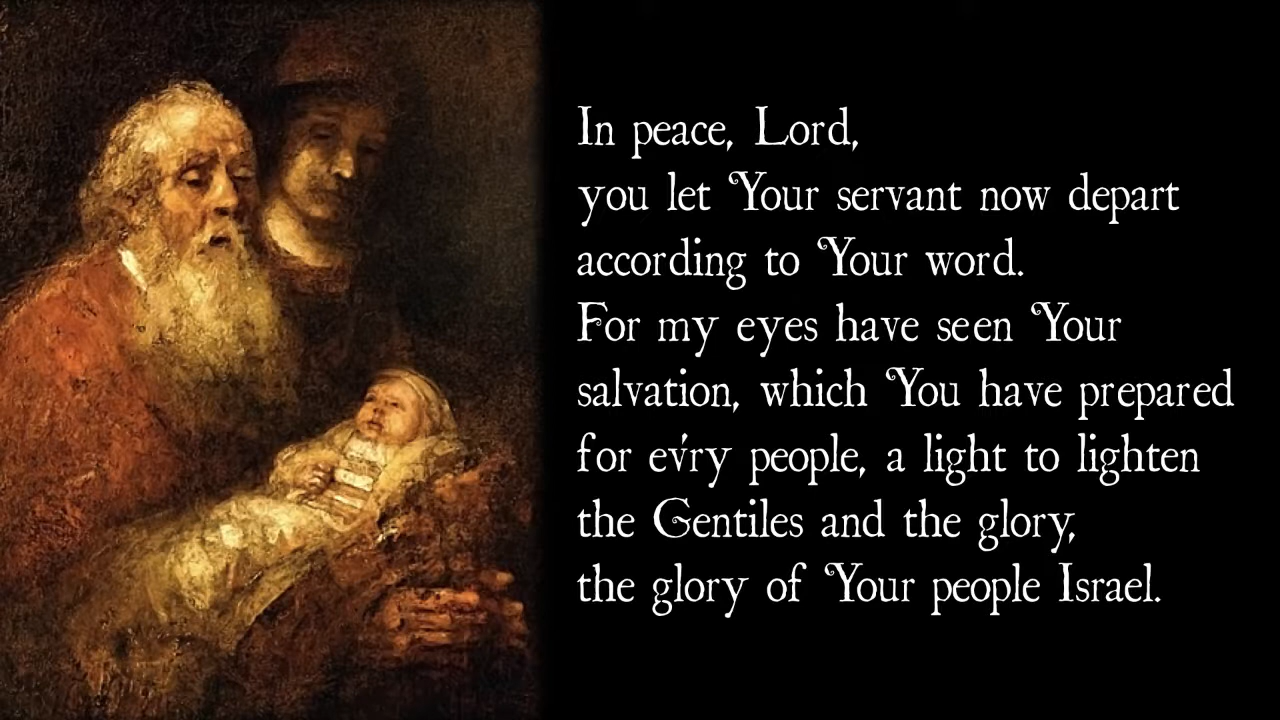 In peace, Lord,
you let Your servant now depart
according to Your word.
For my eyes have seen Your
salvation, which You have prepared
for ev'ry people, a light to lighten
the Gentiles and the glory,
the glory of Your people Israel.